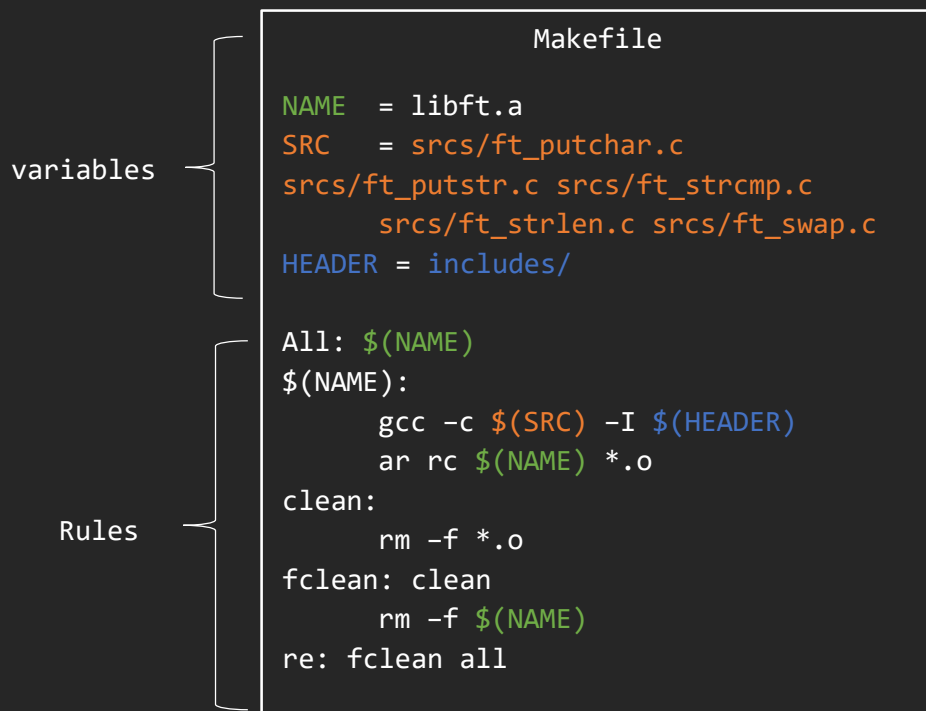 Makefile
variables
NAME = libft.a
SRC = srcs/ft_putchar.c
srcs/ft_putstr.c srcs/ft_strcmp.c
srcs/ft_strlen.c srcs/ft_swap.c
HEADER = includes/
Rules
All: $(NAME)
$(NAME):
gcc –c $(SRC) –I $(HEADER)
ar rc $(NAME) *.o
clean:
rm –f *.o
fclean: clean
rm –f $(NAME)
re: fclean all